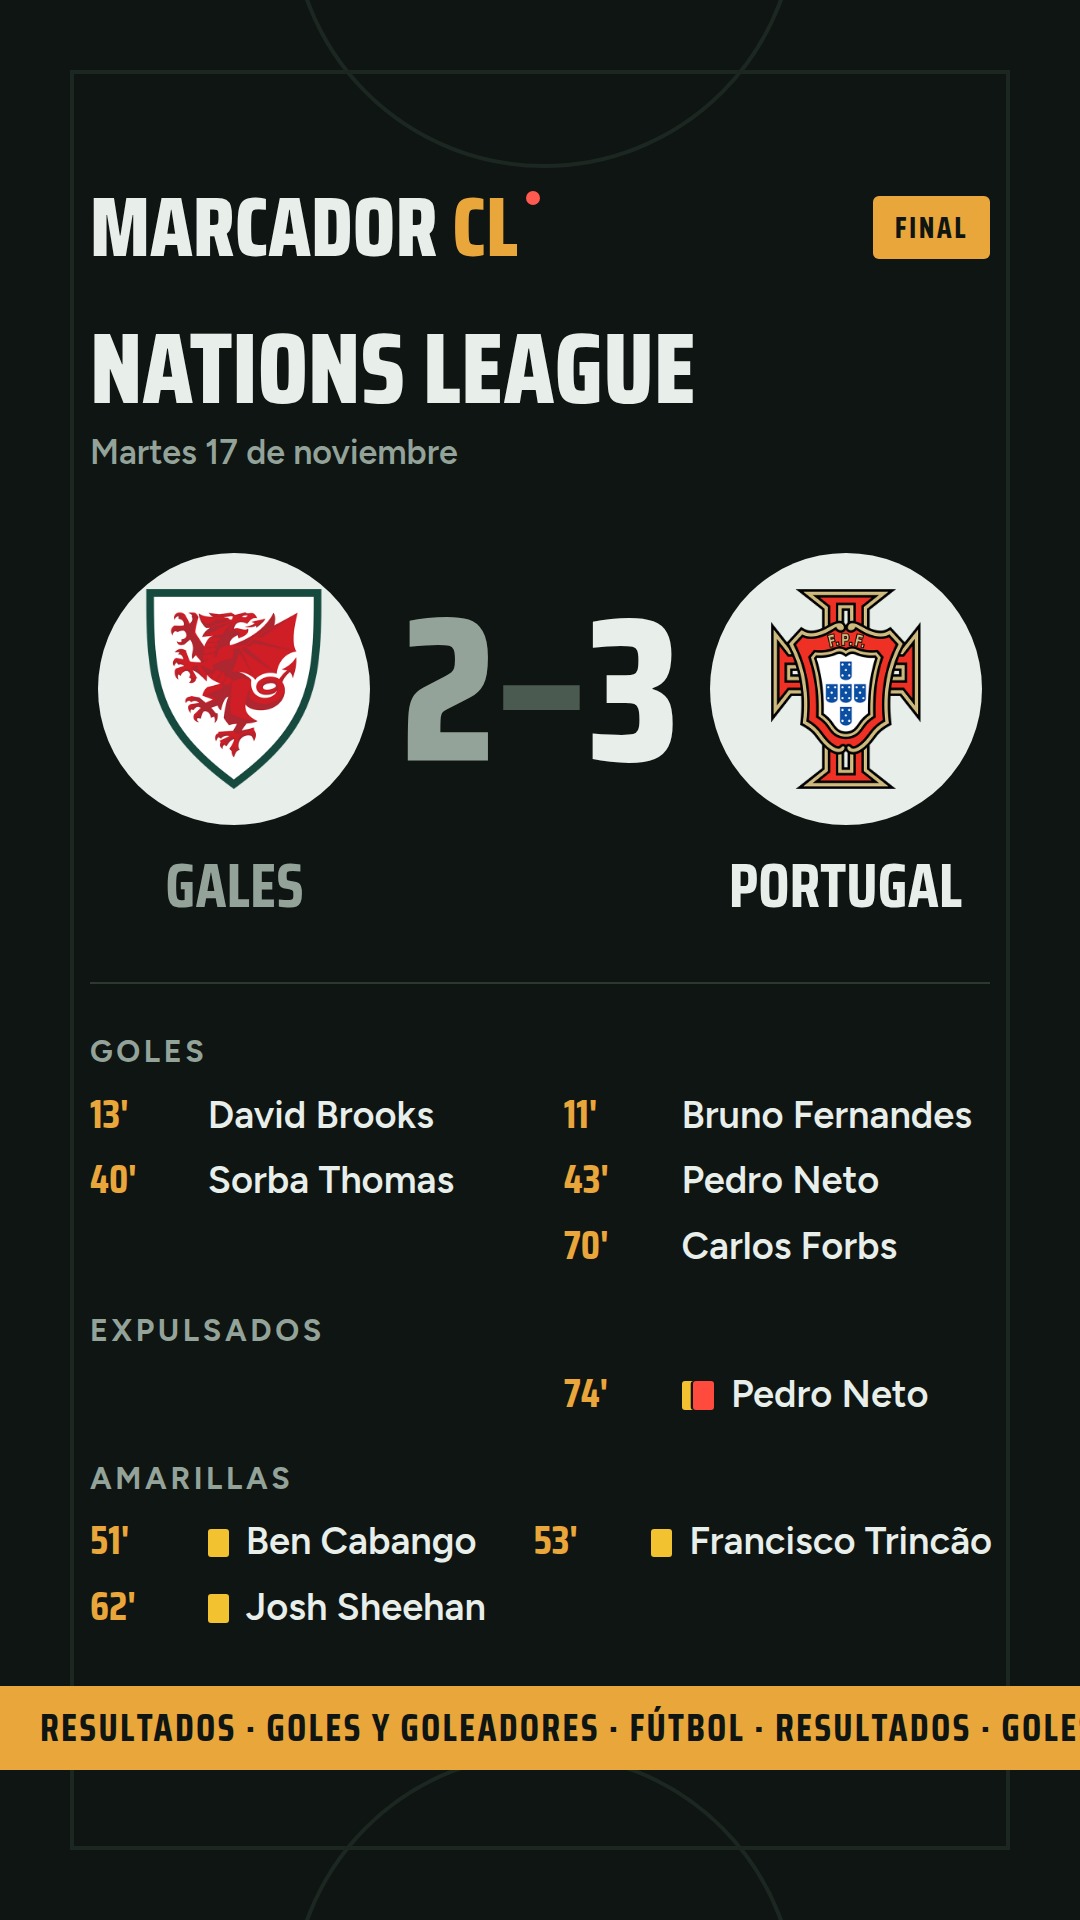 MARCADOR CL
FINAL
NATIONS LEAGUE
Martes 17 de noviembre
2–3
F.P.F.
GALES
PORTUGAL
GOLES
13' David Brooks
11' Bruno Fernandes
40' Sorba Thomas
43' Pedro Neto
70' Carlos Forbs
EXPULSADOS
74' Pedro Neto
AMARILLAS
51' Ben Cabango
53' Francisco Trincão
62' Josh Sheehan
RESULTADOS · GOLES Y GOLEADORES · FÚTBOL · RESULTADOS · GOLES